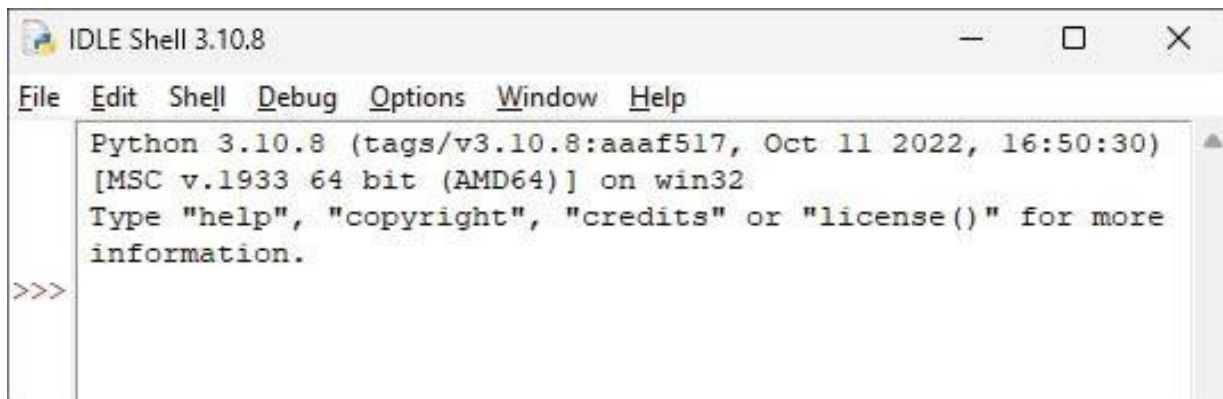 IDLE Shell 3.10.8
File Edit Shell Debug Options Window Help
Python 3.10.8 (tags/v3.10.8:aaaf517, Oct 11 2022, 16:50:30)
[MSC v.1933 64 bit (AMD64)] on win32
Type "help", "copyright", "credits" or "license()" for more
information.
>>>